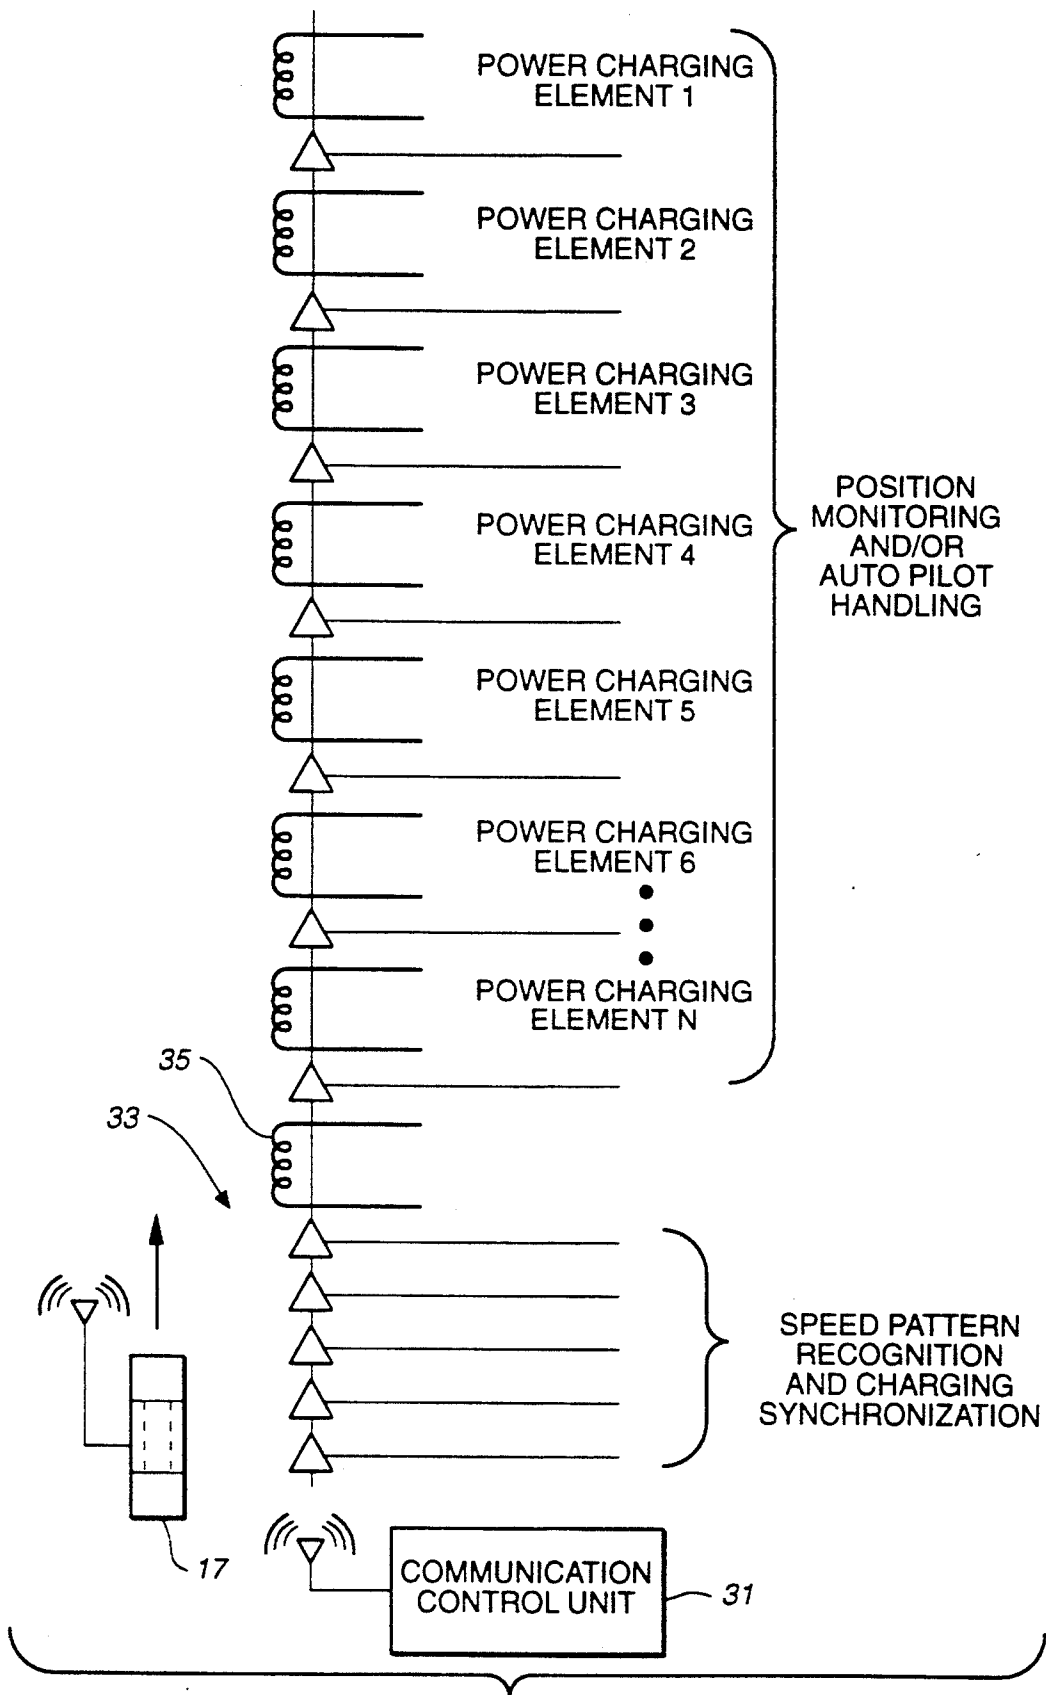 POWER CHARGING
ELEMENT 1
POWER CHARGING
ELEMENT 2
POWER CHARGING
ELEMENT 3
POWER CHARGING
ELEMENT 4
POWER CHARGING
ELEMENT 5
POWER CHARGING
ELEMENT 6
POWER CHARGING
ELEMENT N
POSITION
MONITORING
AND/OR
AUTO PILOT
HANDLING
35
33
SPEED PATTERN
RECOGNITION
AND CHARGING
SYNCHRONIZATION
17
COMMUNICATION
CONTROL UNIT
31